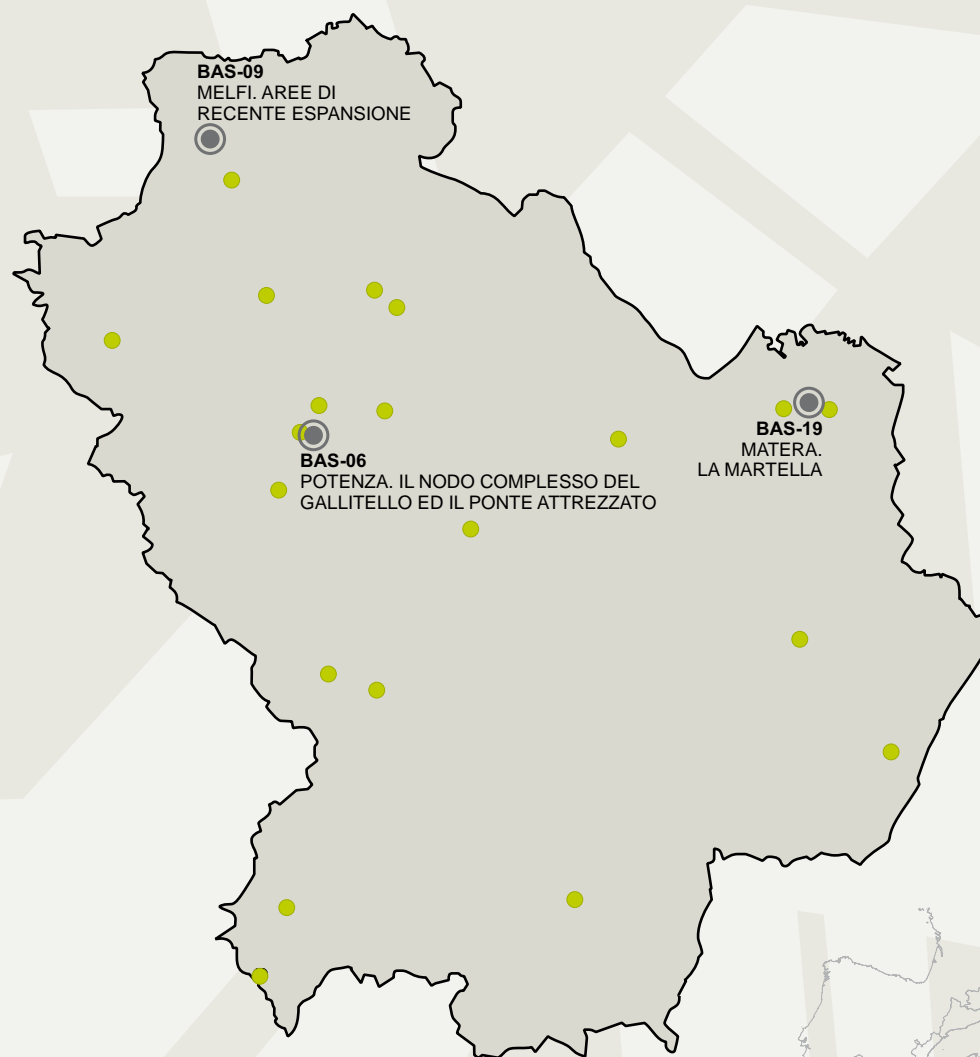 BAS-09
MELFI. AREE DI
RECENTE ESPANSIONE
BAS-19
MATERA.
LA MARTELLA
BAS-06
POTENZA. IL NODO COMPLESSO DEL
GALLITELLO ED IL PONTE ATTREZZATO